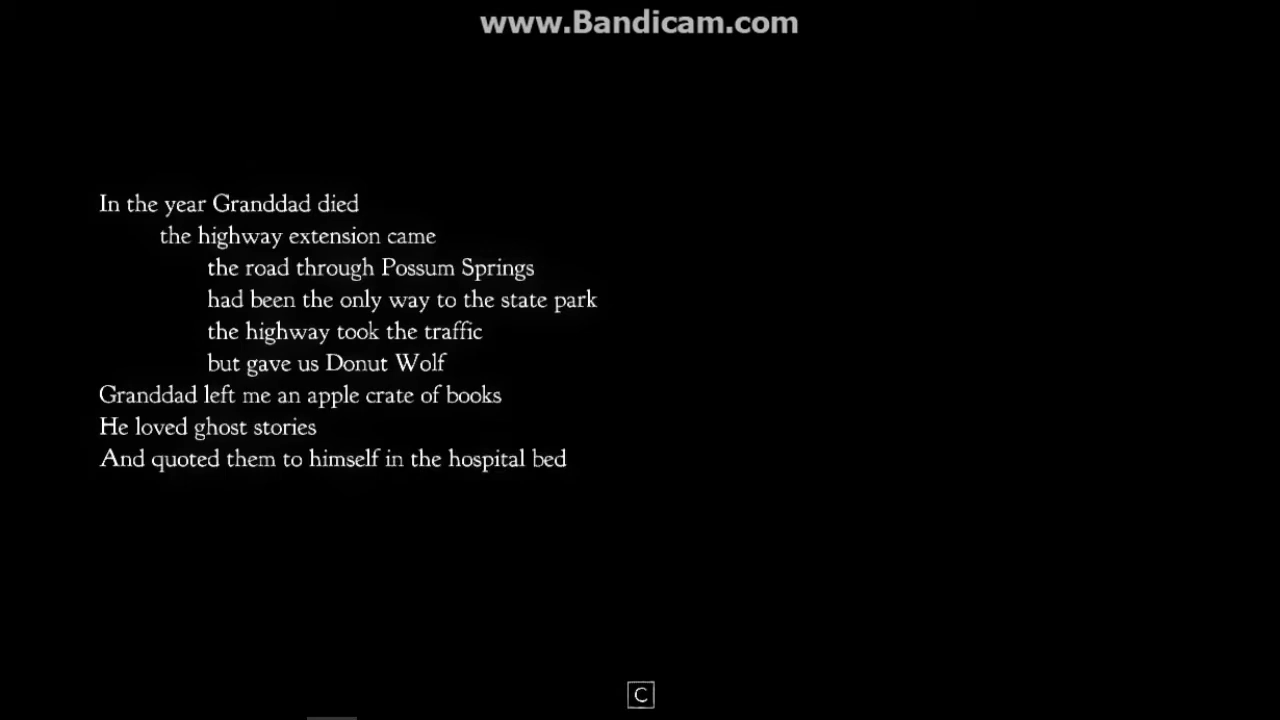 www.Bandicam.com
In the year Granddad died
the highway extension came
the road through Possum Springs
had been the only way to the state park
the highway took the traffic
but gave us Donut Wolf
Granddad left me an apple crate of books
He loved ghost stories
And quoted them to himself in the hospital bed
C